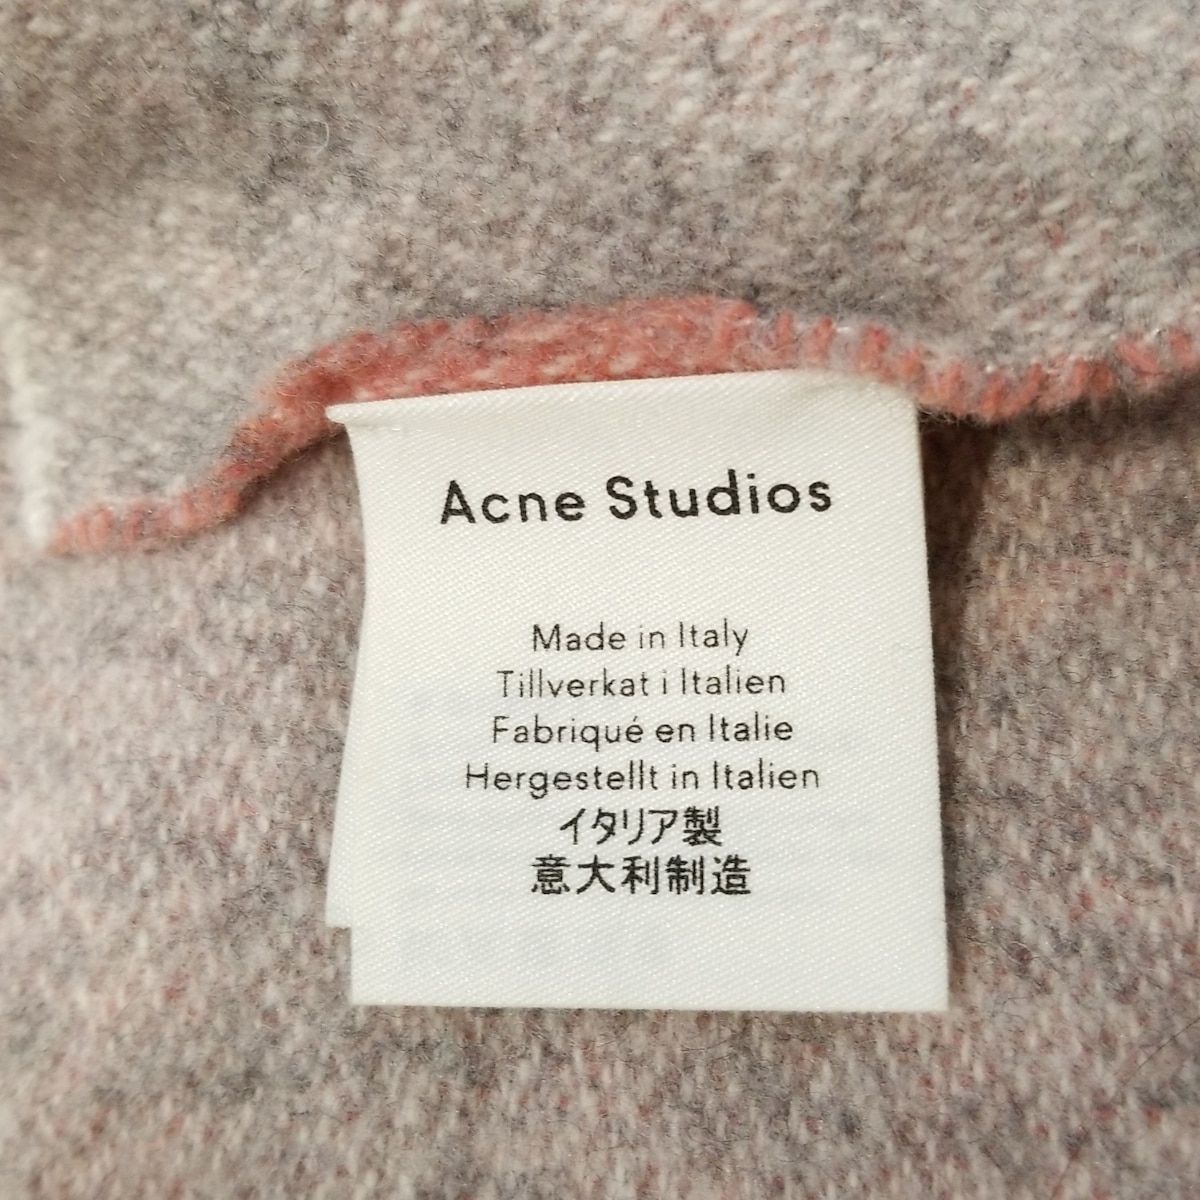 Acne Studios
Made in Italy
Tillverkat i Italien
Fabriqué en Italie
Hergestellt in Italien
イタリア製
意大利制造